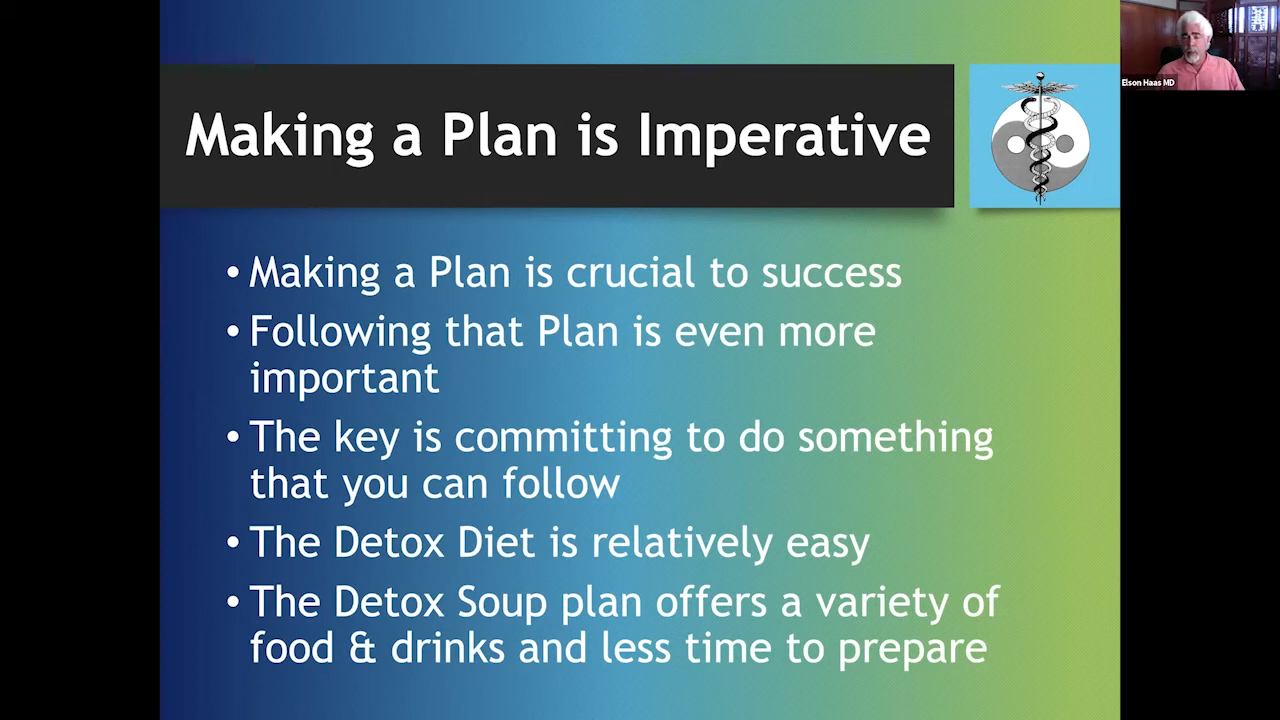 Making a Plan is Imperative
Elson Haas MD
• Making a Plan is crucial to success
• Following that Plan is even more
important
• The key is committing to do something
that you can follow
• The Detox Diet is relatively easy
• The Detox Soup plan offers a variety of
food & drinks and less time to prepare